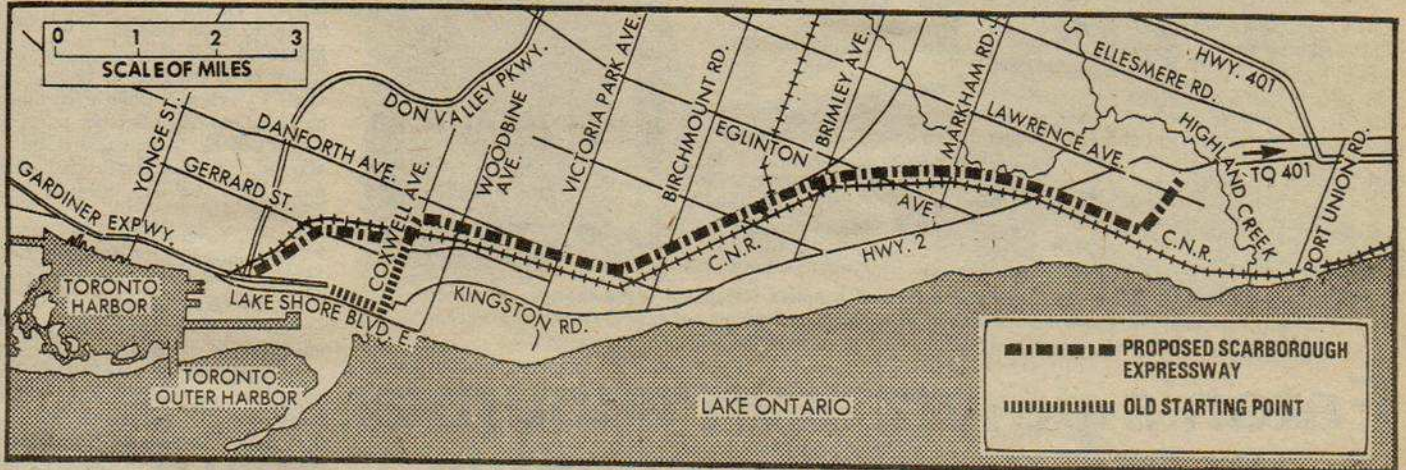 0 1 2 3
SCALE OF MILES
YONGE ST.
DANFORTH AVE.
GERRARD ST.
GARDINER EXPWY.
TORONTO
HARBOR
TORONTO
OUTER HARBOR
LAKE SHORE BLVD. E.
DON VALLEY PKWY.
COXWELL AVE.
WOODBINE
AVE.
KINGSTON RD.
VICTORIA PARK AVE.
BIRCHMOUNT RD.
EGLINTON
AVE.
BRIMLEY AVE.
C.N.R.
HWY. 2
MARKHAM RD.
LAWRENCE AVE.
ELLESMERE RD.
HWY. 401
HIGHLAND CREEK
TO 401
PORT UNION RD.
C.N.R.
LAKE ONTARIO
PROPOSED SCARBOROUGH
EXPRESSWAY
OLD STARTING POINT